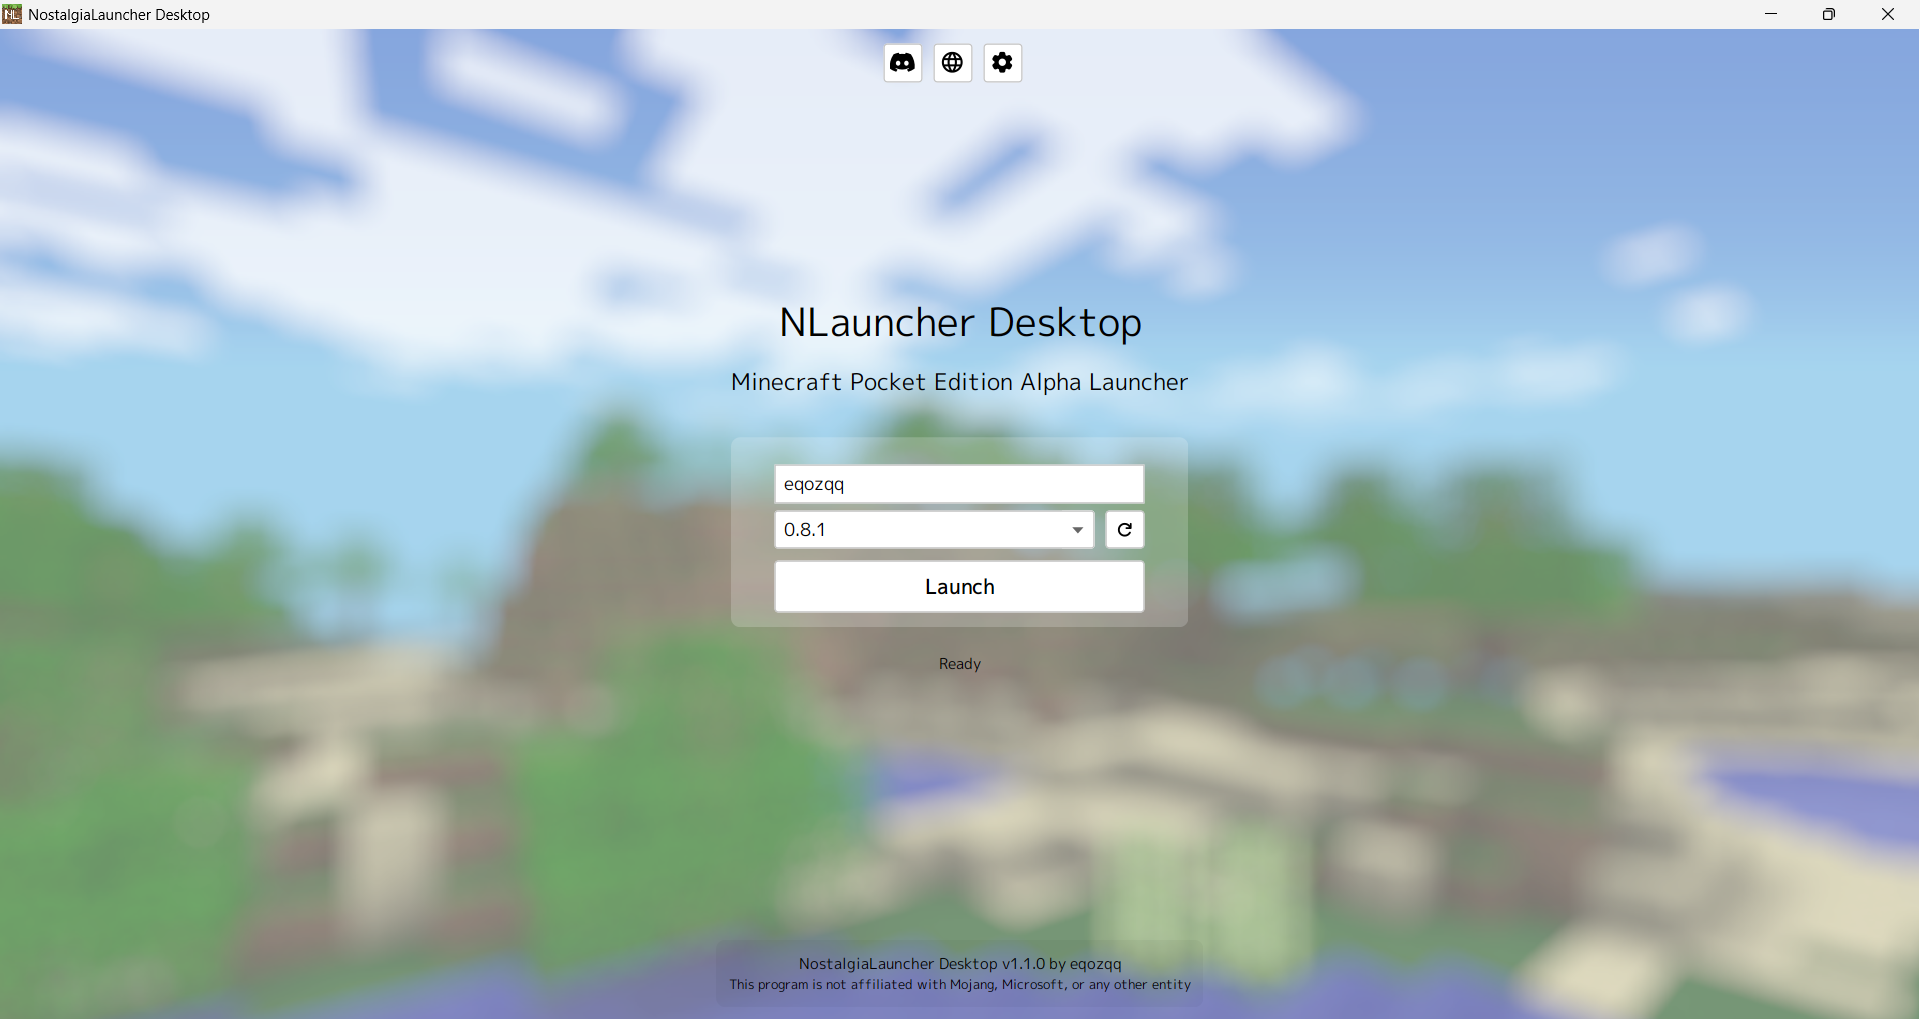 NL
NostalgiaLauncher Desktop
NLauncher Desktop
Minecraft Pocket Edition Alpha Launcher
eqozqq
0.8.1
Launch
Ready
NostalgiaLauncher Desktop v1.1.0 by eqozqq
This program is not affiliated with Mojang, Microsoft, or any other entity